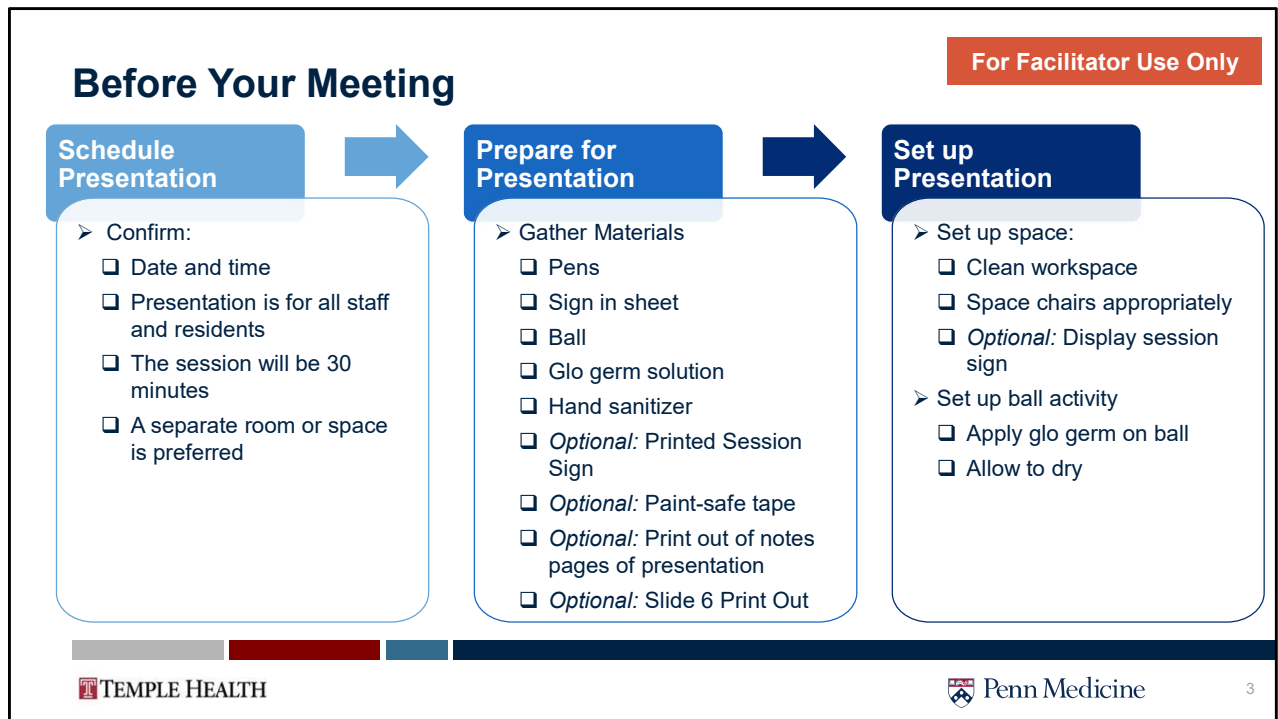 For Facilitator Use Only
Before Your Meeting
Schedule
Presentation
➢ Confirm:
❑ Date and time
❑ Presentation is for all staff
and residents
❑ The session will be 30
minutes
❑ A separate room or space
is preferred
Prepare for
Presentation
➢ Gather Materials
❑ Pens
❑ Sign in sheet
❑ Ball
❑ Glo germ solution
❑ Hand sanitizer
❑ Optional: Printed Session
Sign
❑ Optional: Paint-safe tape
❑ Optional: Print out of notes
pages of presentation
❑ Optional: Slide 6 Print Out
Set up
Presentation
➢ Set up space:
❑ Clean workspace
❑ Space chairs appropriately
❑ Optional: Display session
sign
➢ Set up ball activity
❑ Apply glo germ on ball
❑ Allow to dry
TEMPLE HEALTH
Penn Medicine
3